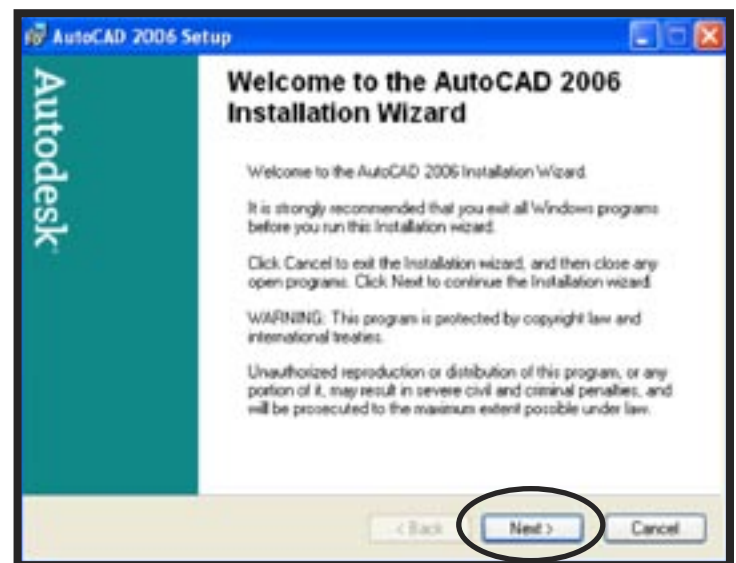 AutoCAD 2006 Setup
Autodesk
Welcome to the AutoCAD 2006
Installation Wizard
Welcome to the AutoCAD 2006 Installation Wizard.
It is strongly recommended that you exit all Windows programs
before you run this Installation wizard.
Click Cancel to exit the Installation wizard, and then close any
open programs. Click Next to continue the Installation wizard.
WARNING: This program is protected by copyright law and
international treaties.
Unauthorized reproduction or distribution of this program, or any
portion of it, may result in severe civil and criminal penalties, and
will be prosecuted to the maximum extent possible under law.
< Back Next > Cancel